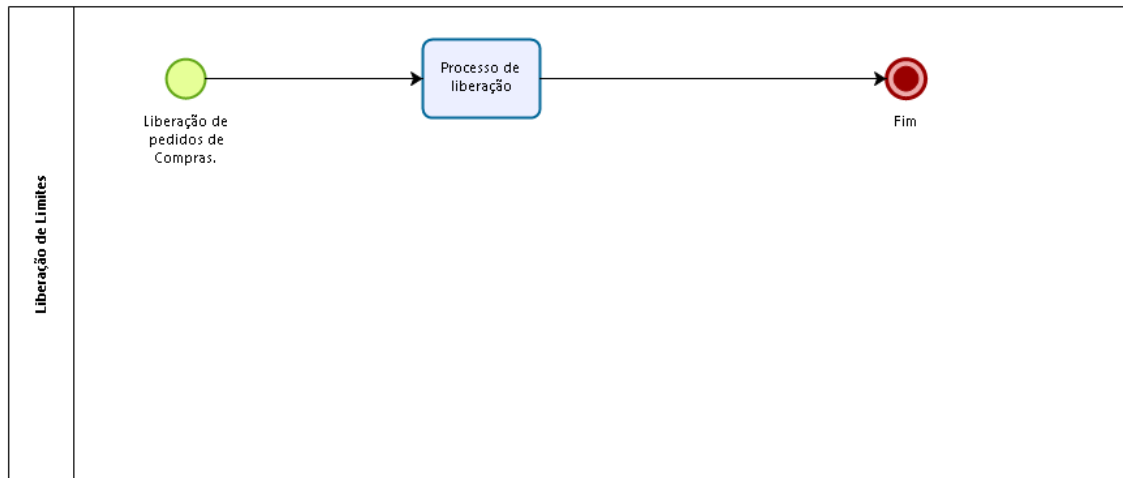 Liberação de Limites
Liberação de
pedidos de
Compras.
Processo de
liberação
Fim